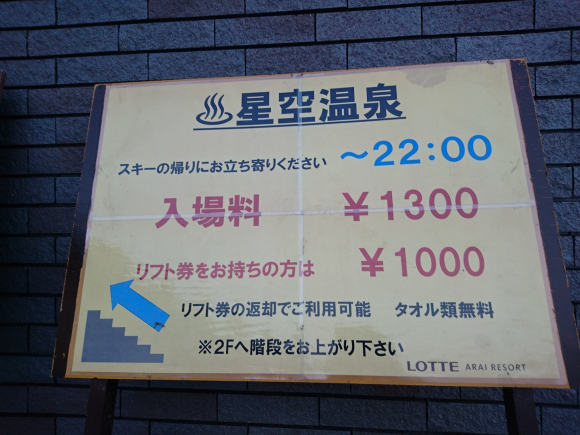 ♨星空温泉
スキーの帰りにお立ち寄りください ～22:00
入場料 ￥1300
リフト券をお持ちの方は ￥1000
リフト券の返却でご利用可能 タオル類無料
※2Fへ階段をお上がり下さい
LOTTE ARAI RESORT